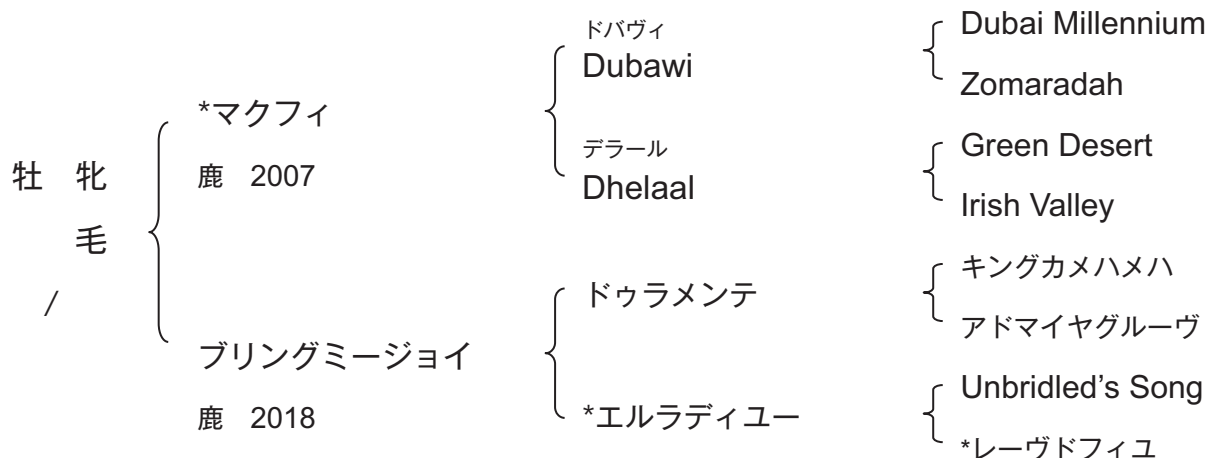 牡 牝
毛
/
*マクフィ
鹿 2007
ブリングミージョイ
鹿 2018
ドバヴィ
Dubawi
デラール
Dhelaal
ドゥラメンテ
*エルラディユー
Dubai Millennium
Zomaradah
Green Desert
Irish Valley
キングカメハメハ
アドマイヤグルーヴ
Unbridled’s Song
*レーヴドフィユ